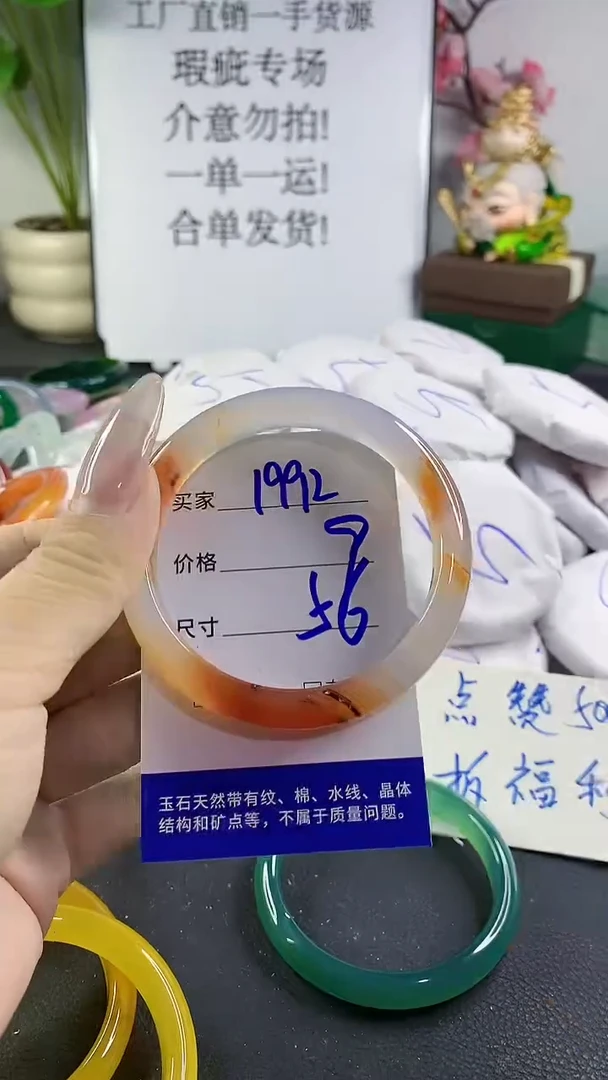 工厂直销一手货源
瑕疵专场
介意勿拍!
一单一运!
合单发货!
买家 1992
价格
尺寸 56
玉石天然带有纹、棉、水线、晶体
结构和矿点等，不属于质量问题。
点赞
拆福利